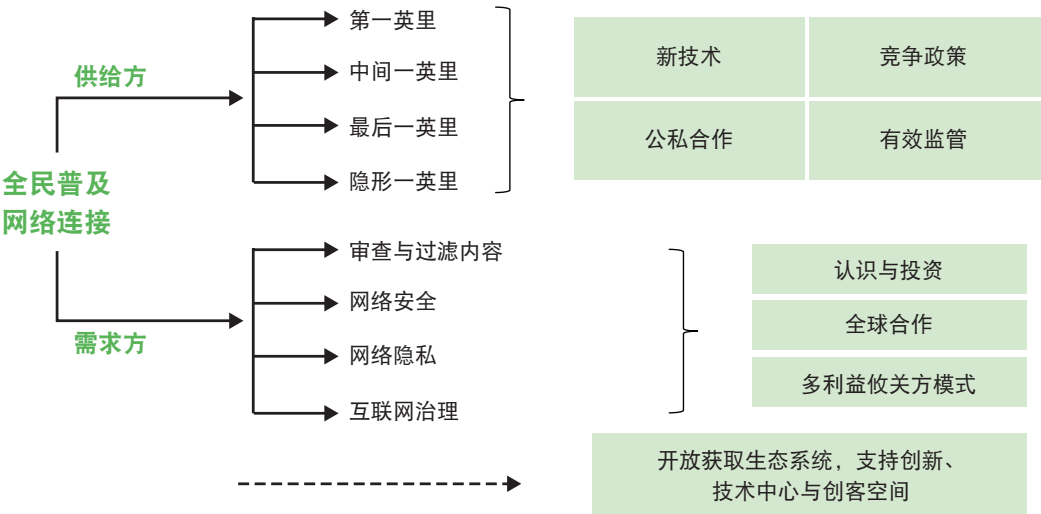 全民普及
网络连接
供给方
第一英里
中间一英里
最后一英里
隐形一英里
新技术
竞争政策
公私合作
有效监管
需求方
审查与过滤内容
网络安全
网络隐私
互联网治理
认识与投资
全球合作
多利益攸关方模式
开放获取生态系统，支持创新、
技术中心与创客空间